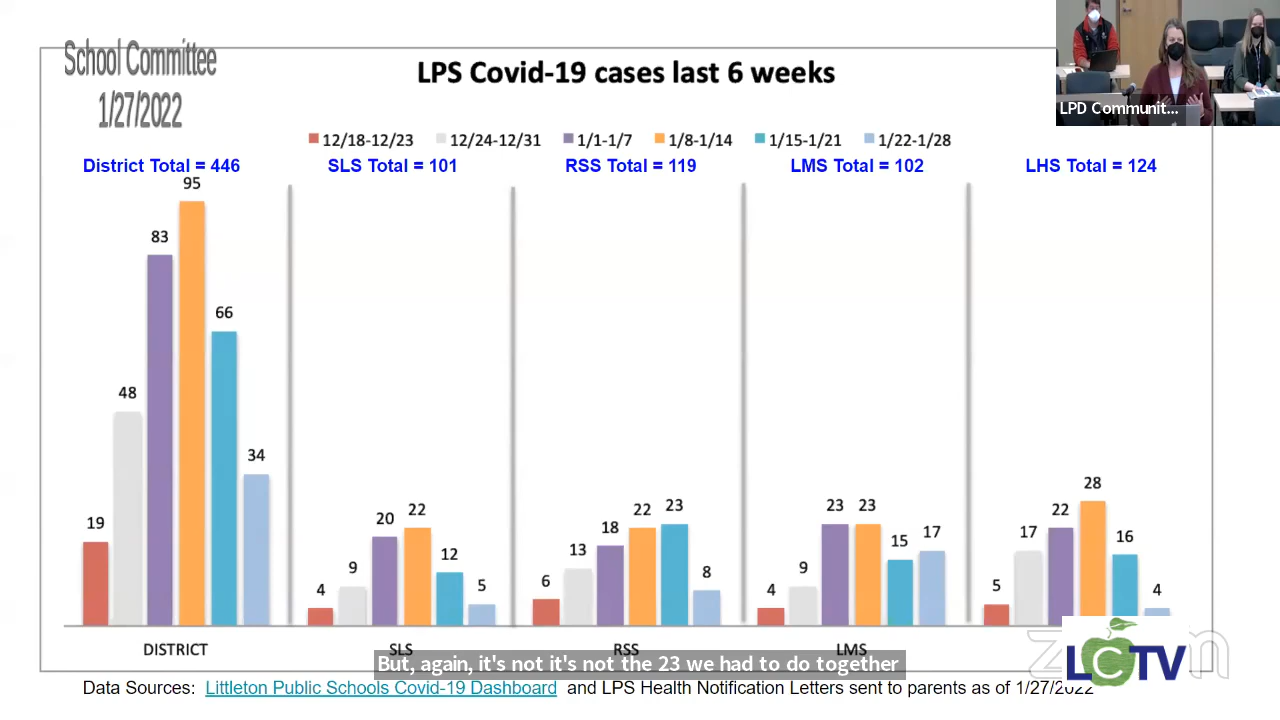 School Committee
1/27/2022
LPS Covid-19 cases last 6 weeks
LPD Communit...
12/18-12/23 12/24-12/31 1/1-1/7 1/8-1/14 1/15-1/21 1/22-1/28
District Total = 446 SLS Total = 101 RSS Total = 119 LMS Total = 102 LHS Total = 124
19 48 83 95 66 34
4 9 20 22 12 5
6 13 18 22 23 8
4 9 23 23 15 17
5 17 22 28 16 4
DISTRICT SLS RSS LMS
zoom
LCTV
But, again, it's not it's not the 23 we had to do together
Data Sources: Littleton Public Schools Covid-19 Dashboard and LPS Health Notification Letters sent to parents as of 1/27/2022